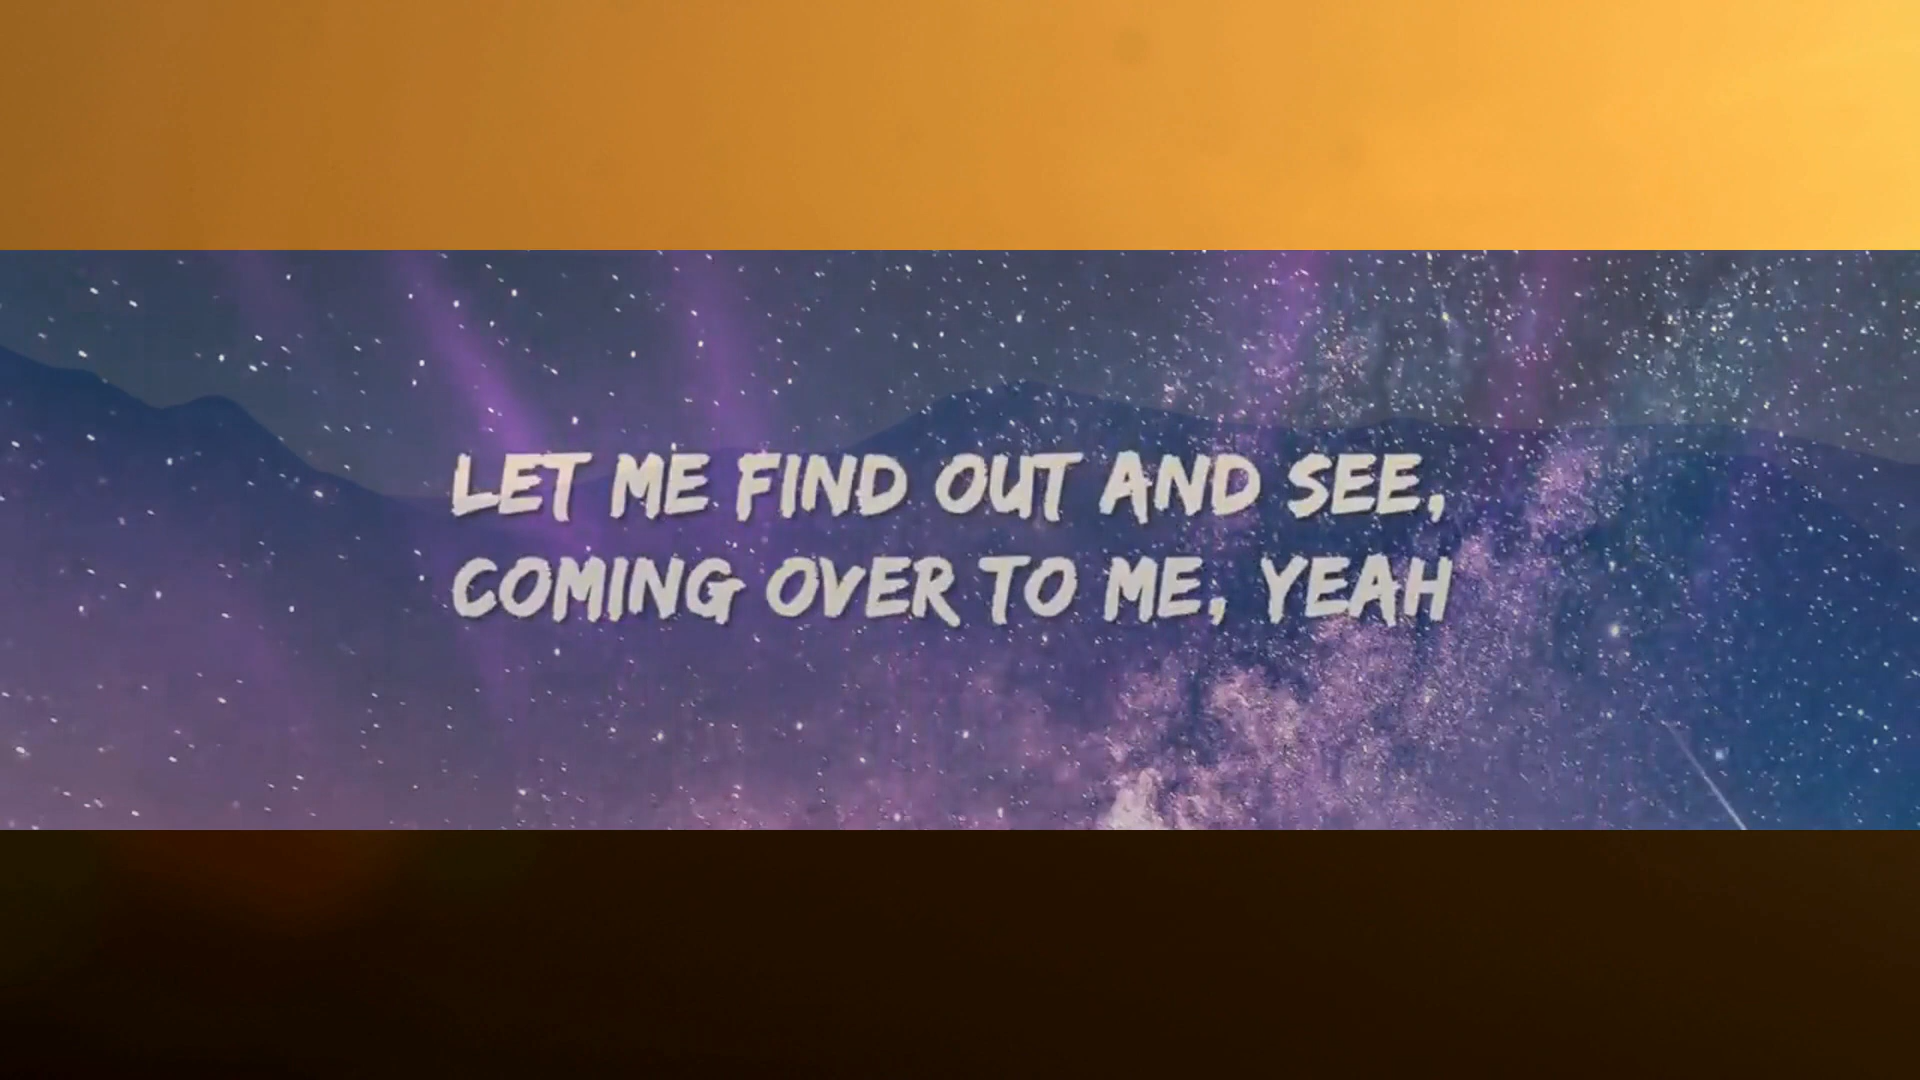 LET ME FIND OUT AND SEE,
COMING OVER TO ME, YEAH